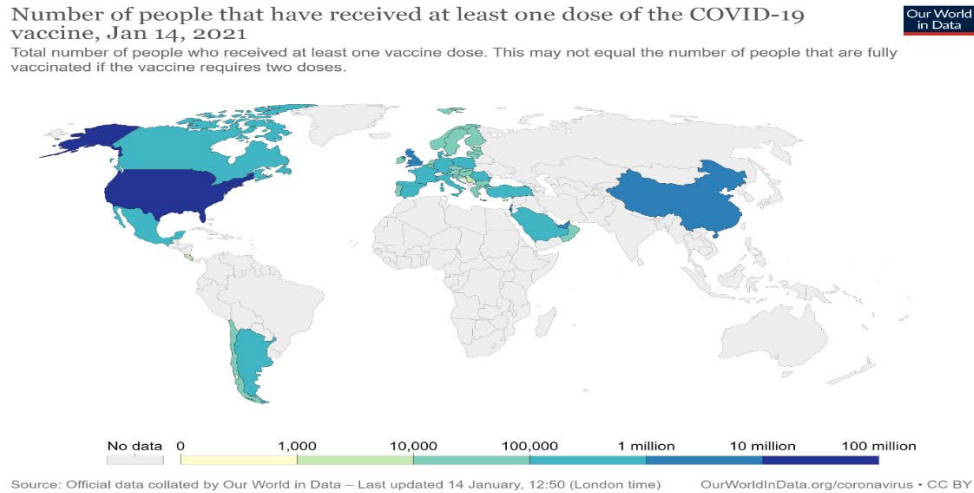 Number of people that have received at least one dose of the COVID-19
vaccine, Jan 14, 2021
Our World
in Data
Total number of people who received at least one vaccine dose. This may not equal the number of people that are fully
vaccinated if the vaccine requires two doses.
No data 0 1,000 10,000 100,000 1 million 10 million 100 million
Source: Official data collated by Our World in Data – Last updated 14 January, 12:50 (London time) OurWorldInData.org/coronavirus • CC BY